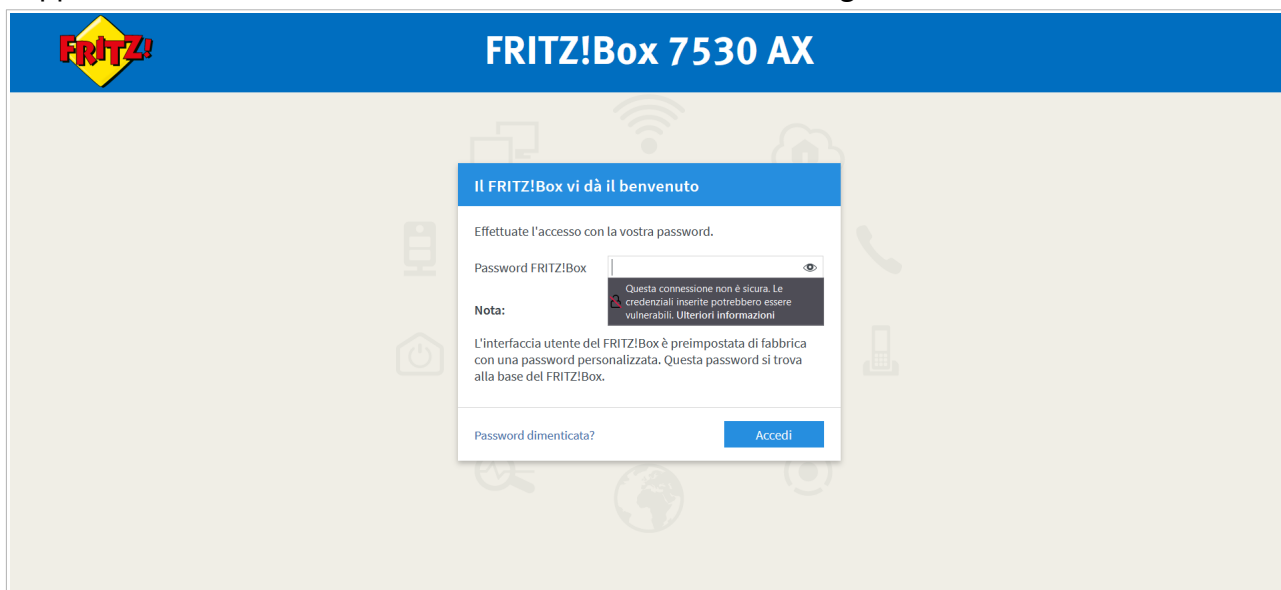 FRITZ!
FRITZ!Box 7530 AX
Il FRITZ!Box vi dà il benvenuto
Effettuate l'accesso con la vostra password.
Password FRITZ!Box
Questa connessione non è sicura. Le
credenziali inserite potrebbero essere
vulnerabili. Ulteriori informazioni
Nota:
L'interfaccia utente del FRITZ!Box è preimpostata di fabbrica
con una password personalizzata. Questa password si trova
alla base del FRITZ!Box.
Password dimenticata?
Accedi